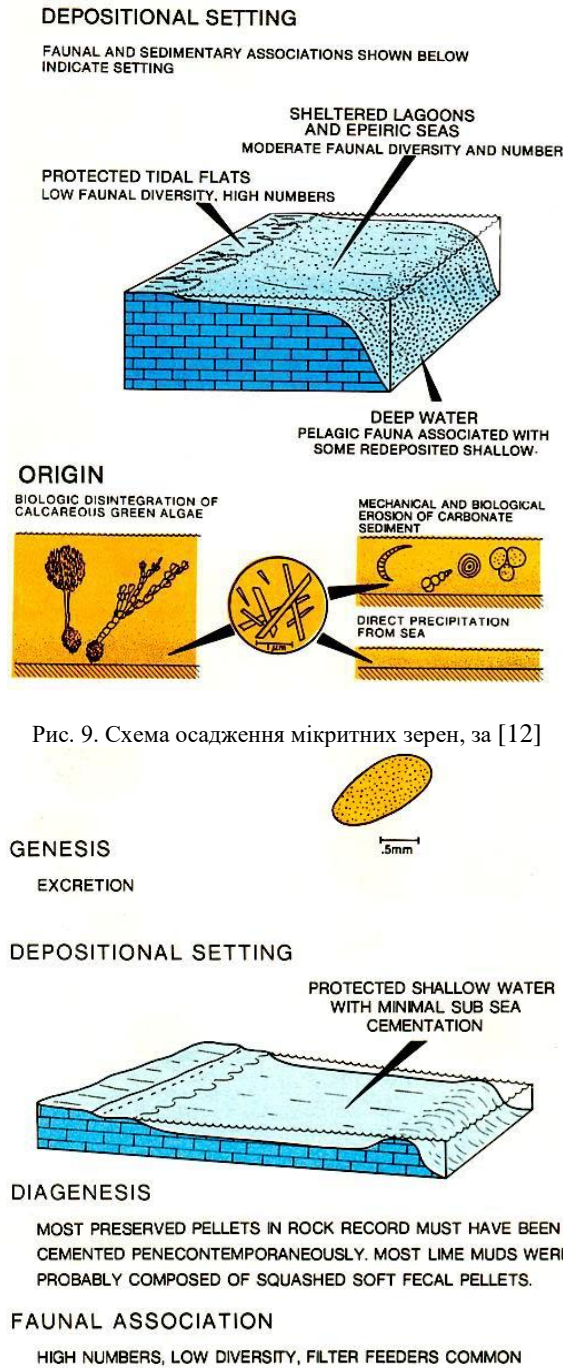 DEPOSITIONAL SETTING
FAUNAL AND SEDIMENTARY ASSOCIATIONS SHOWN BELOW
INDICATE SETTING
SHELTERED LAGOONS
AND EPEIRIC SEAS
MODERATE FAUNAL DIVERSITY AND NUMBER
PROTECTED TIDAL FLATS
LOW FAUNAL DIVERSITY, HIGH NUMBERS
DEEP WATER
PELAGIC FAUNA ASSOCIATED WITH
SOME REDEPOSITED SHALLOW-
ORIGIN
BIOLOGIC DISINTEGRATION OF
CALCAREOUS GREEN ALGAE
MECHANICAL AND BIOLOGICAL
EROSION OF CARBONATE
SEDIMENT
1 μm
DIRECT PRECIPITATION
FROM SEA
Рис. 9. Схема осадження мікритних зерен, за [12]
.5mm
GENESIS
EXCRETION
DEPOSITIONAL SETTING
PROTECTED SHALLOW WATER
WITH MINIMAL SUB SEA
CEMENTATION
DIAGENESIS
MOST PRESERVED PELLETS IN ROCK RECORD MUST HAVE BEEN
CEMENTED PENECONTEMPORANEOUSLY. MOST LIME MUDS WERE
PROBABLY COMPOSED OF SQUASHED SOFT FECAL PELLETS.
FAUNAL ASSOCIATION
HIGH NUMBERS, LOW DIVERSITY, FILTER FEEDERS COMMON